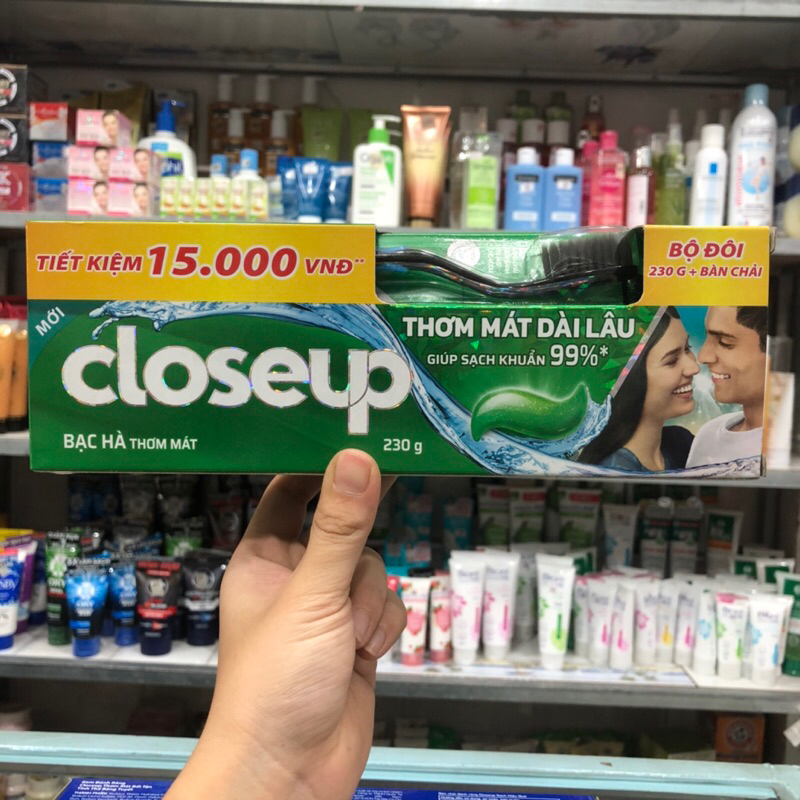 TIẾT KIỆM 15.000 VNĐ**
BỘ ĐÔI
230 G + BÀN CHẢI
MỚI
closeup
THƠM MÁT DÀI LÂU
GIÚP SẠCH KHUẨN 99%*
BẠC HÀ THƠM MÁT
230 g